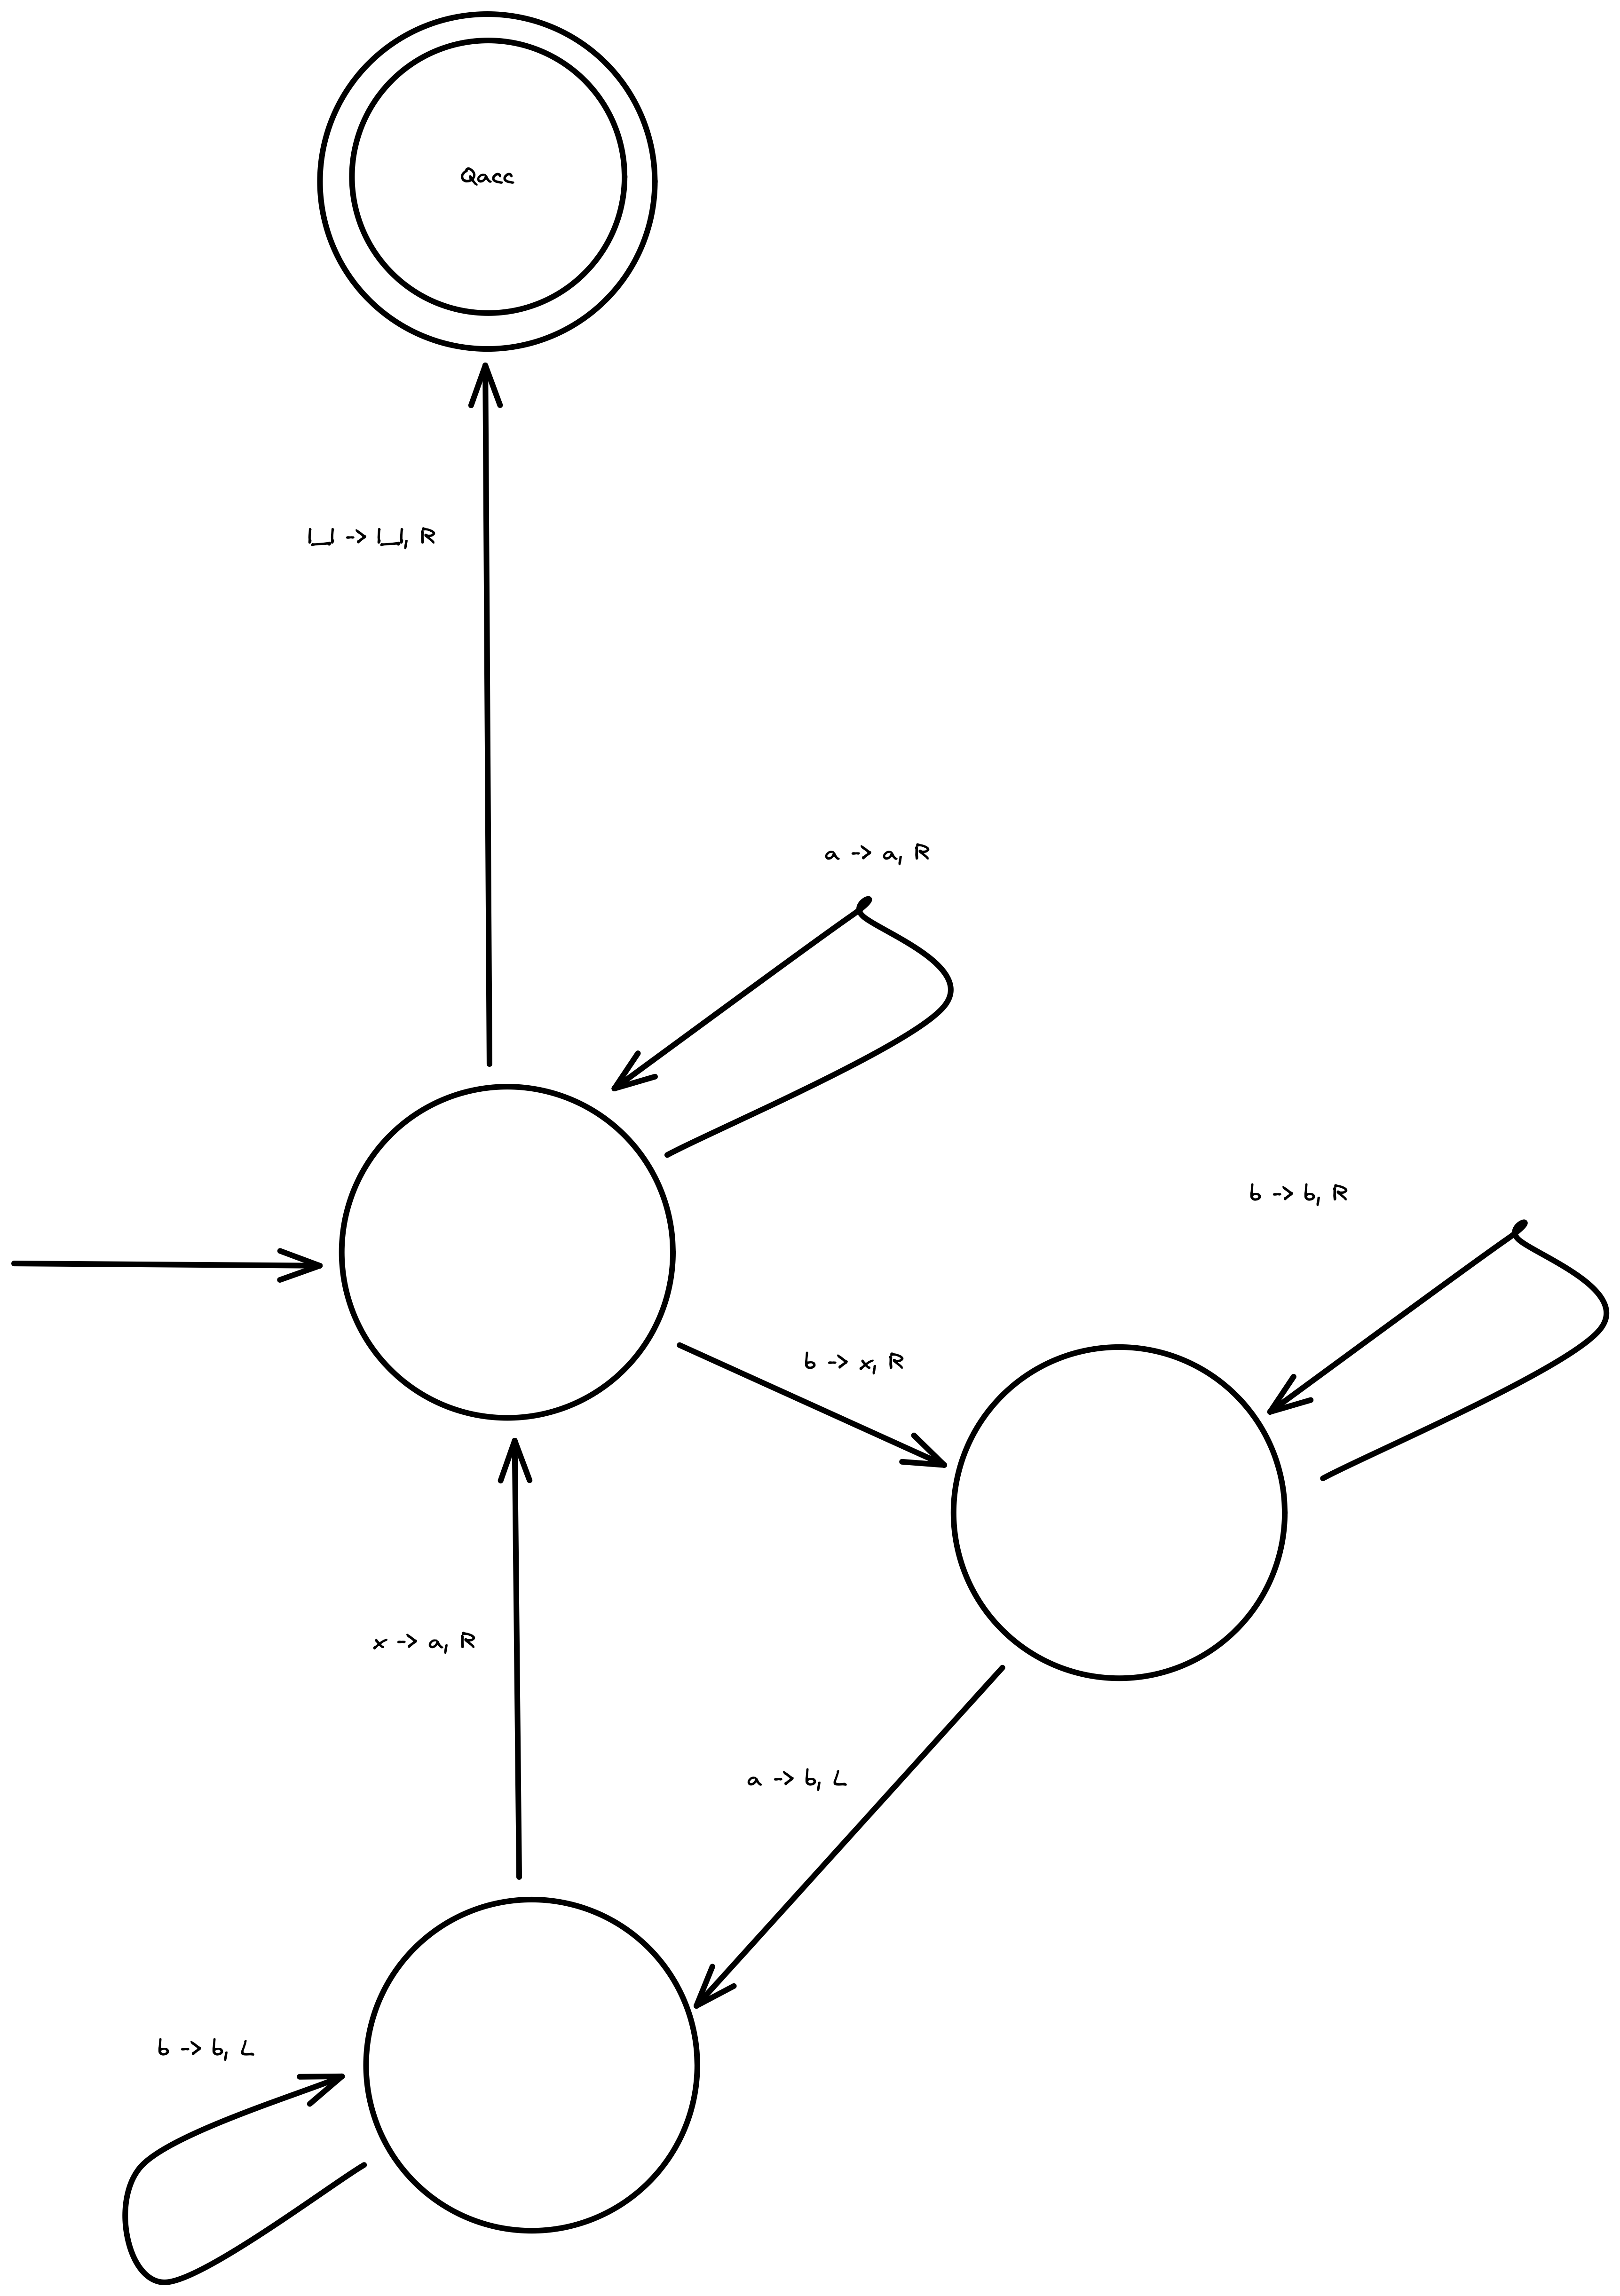 Qacc
⊔ -> ⊔, R
a -> a, R
b -> b, R
b -> x, R
x -> a, R
a -> b, L
b -> b, L